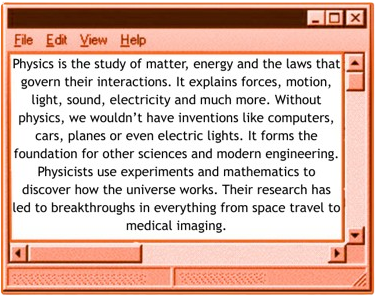 File Edit View Help
Physics is the study of matter, energy and the laws that
govern their interactions. It explains forces, motion,
light, sound, electricity and much more. Without
physics, we wouldn’t have inventions like computers,
cars, planes or even electric lights. It forms the
foundation for other sciences and modern engineering.
Physicists use experiments and mathematics to
discover how the universe works. Their research has
led to breakthroughs in everything from space travel to
medical imaging.